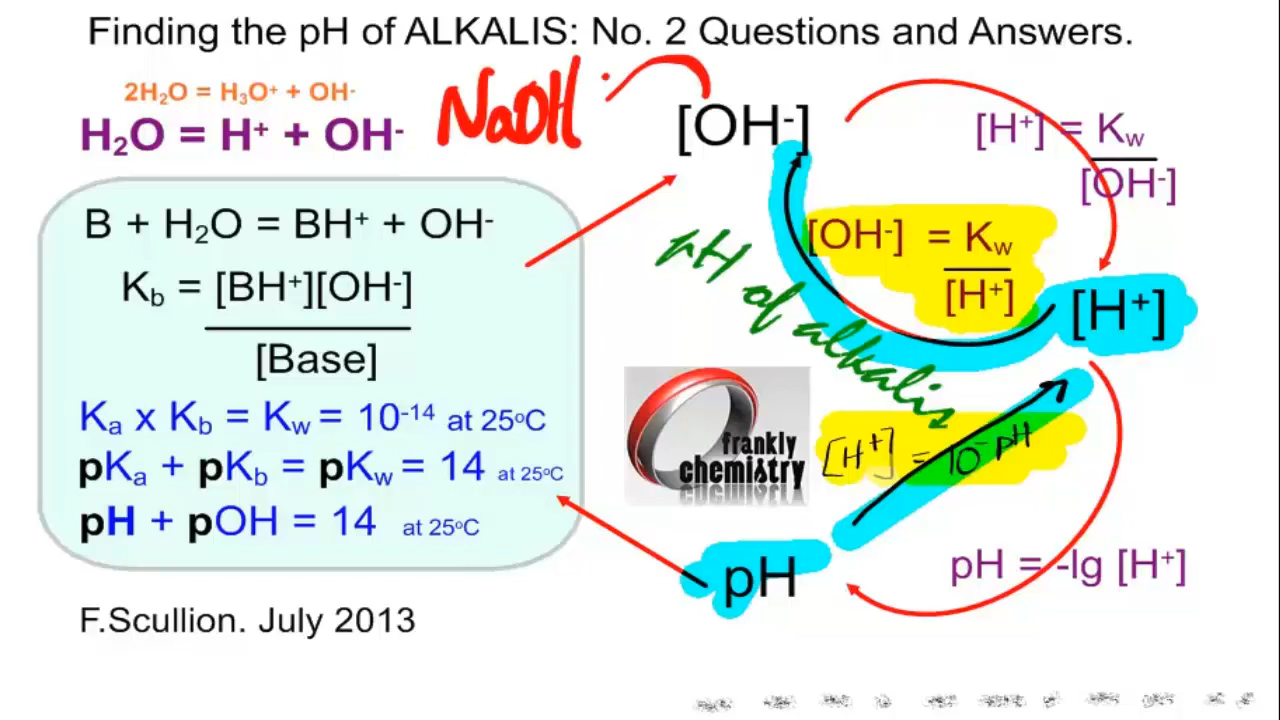 Finding the pH of ALKALIS: No. 2 Questions and Answers.
2H₂O = H₃O⁺ + OH⁻
H₂O = H⁺ + OH⁻
NaOH
[OH⁻]
[H⁺] = Kw
[OH⁻]
B + H₂O = BH⁺ + OH⁻
Kb = [BH⁺][OH⁻]
[Base]
Ka x Kb = Kw = 10⁻¹⁴ at 25ºC
pKa + pKb = pKw = 14 at 25ºC
pH + pOH = 14 at 25ºC
[OH⁻] = Kw
[H⁺]
[H⁺]
pH of alkalis
frankly
chemistry
[H⁺] = 10⁻pH
pH
pH = -lg [H⁺]
F.Scullion. July 2013